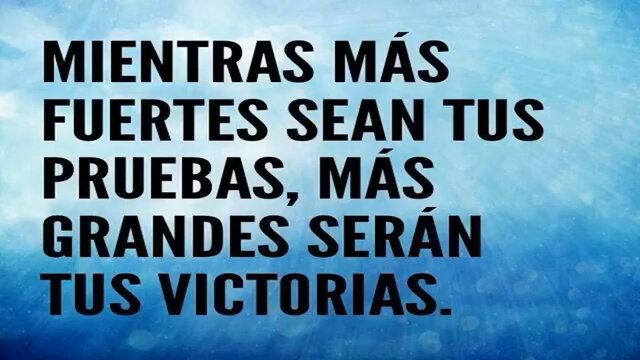 MIENTRAS MÁS
FUERTES SEAN TUS
PRUEBAS, MÁS
GRANDES SERÁN
TUS VICTORIAS.